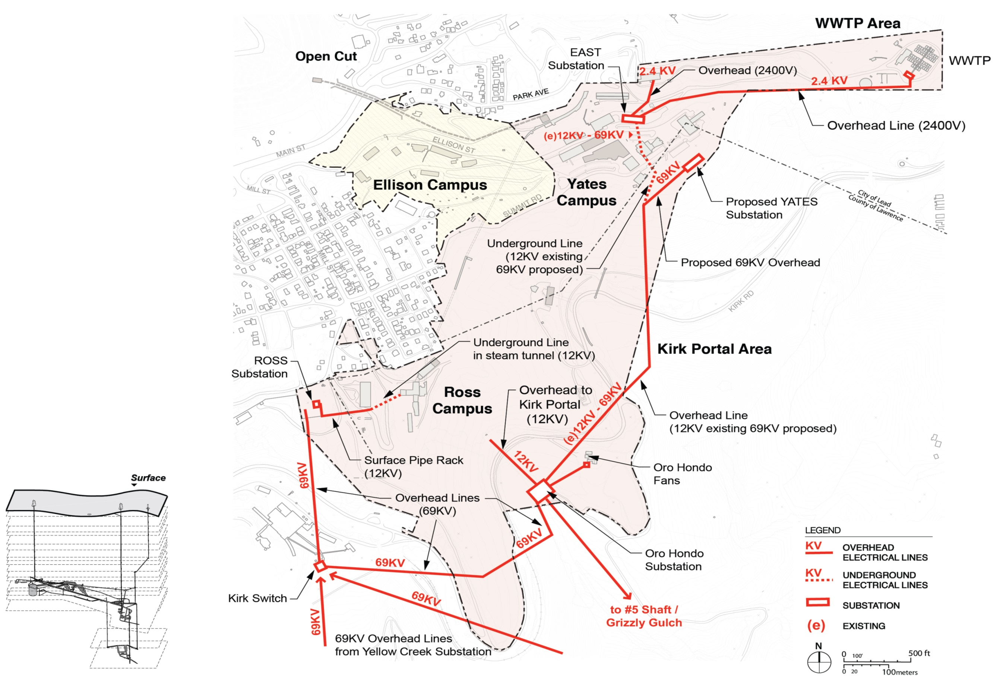 WWTP Area
Open Cut
EAST
Substation
2.4 KV
Overhead (2400V)
WWTP
2.4 KV
PARK AVE
Overhead Line (2400V)
(e)12KV - 69KV
ELLISON ST
MAIN ST
69KV
Ellison Campus
Yates
Campus
MILL ST
SUMMIT RD
Proposed YATES
Substation
City of Lead
County of Lawrence
Underground Line
(12KV existing
69KV proposed)
Proposed 69KV Overhead
MILL ST
KIRK RD
Underground Line
in steam tunnel (12KV)
Kirk Portal Area
ROSS
Substation
Ross
Campus
Overhead to
Kirk Portal
(12KV)
(e)12KV - 69KV
Overhead Line
(12KV existing 69KV proposed)
12KV
Surface Pipe Rack
(12KV)
Oro Hondo
Fans
69KV
Surface
Overhead Lines
(69KV)
69KV
69KV
Oro Hondo
Substation
Kirk Switch
69KV
69KV
to #5 Shaft /
Grizzly Gulch
69KV Overhead Lines
from Yellow Creek Substation
LEGEND
KV
OVERHEAD
ELECTRICAL LINES
KV
UNDERGROUND
ELECTRICAL LINES
SUBSTATION
(e)
EXISTING
N
0 100' 500 ft
0 20 100meters